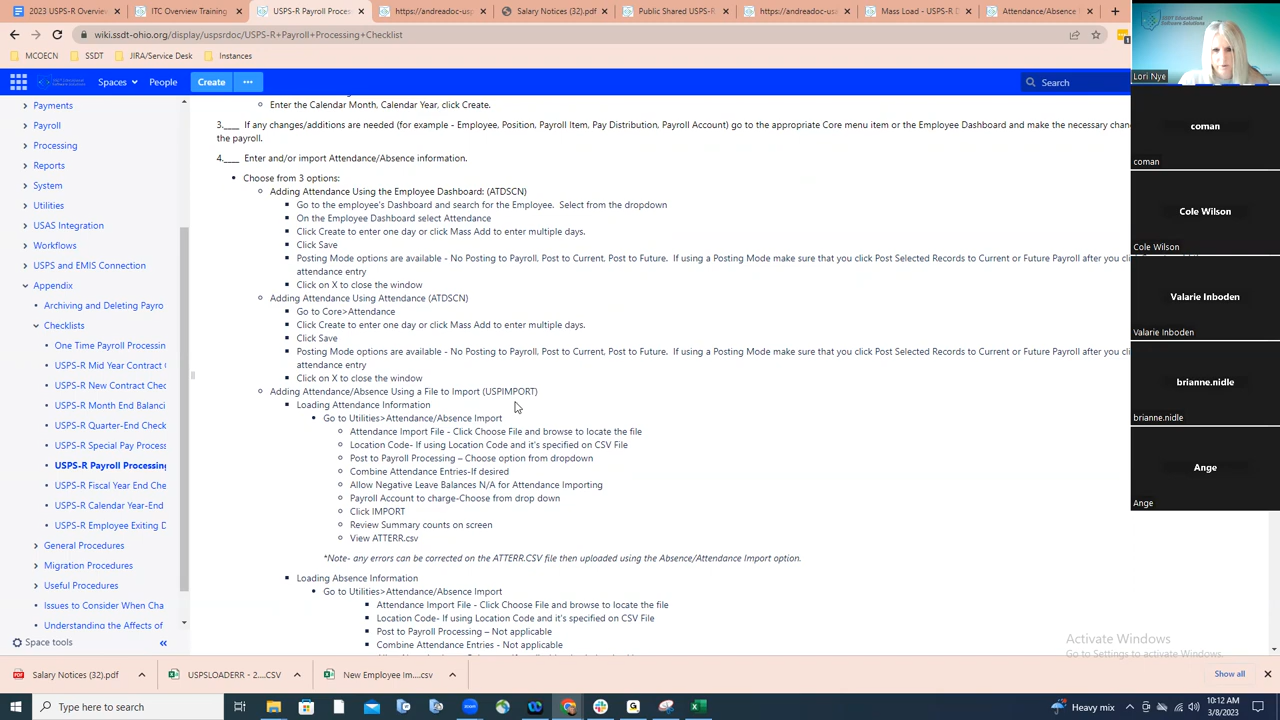 2023 USPS-R Overview
ITC Overview Training
USPS-R Payroll Proces
https://andreadoc-us
Salary Notices (32).pdf
Public Shared USPS-R
https://andreadoc-us
Mass Load - USPS-R D
Attendance/Absence
wiki.ssdt-ohio.org/display/uspsrdoc/USPS-R+Payroll+Processing+Checklist
MCOECN
SSDT
JIRA/Service Desk
Instances
Spaces
People
Create
Search
Payments
Payroll
Processing
Reports
System
Utilities
USAS Integration
Workflows
USPS and EMIS Connection
Appendix
Archiving and Deleting Payro
Checklists
One Time Payroll Processin
USPS-R Mid Year Contract
USPS-R New Contract Chec
USPS-R Month End Balanci
USPS-R Quarter-End Check
USPS-R Special Pay Process
USPS-R Payroll Processing
USPS-R Fiscal Year End Che
USPS-R Calendar Year-End
USPS-R Employee Exiting D
General Procedures
Migration Procedures
Useful Procedures
Issues to Consider When Cha
Understanding the Affects of
Space tools
Enter the Calendar Month, Calendar Year, click Create.
3.____ If any changes/additions are needed (for example - Employee, Position, Payroll Item, Pay Distribution, Payroll Account) go to the appropriate Core menu item or the Employee Dashboard and make the necessary chan
the payroll.
4.____ Enter and/or import Attendance/Absence information.
Choose from 3 options:
Adding Attendance Using the Employee Dashboard: (ATDSCN)
Go to the employee's Dashboard and search for the Employee. Select from the dropdown
On the Employee Dashboard select Attendance
Click Create to enter one day or click Mass Add to enter multiple days.
Click Save
Posting Mode options are available - No Posting to Payroll, Post to Current, Post to Future. If using a Posting Mode make sure that you click Post Selected Records to Current or Future Payroll after you cl
attendance entry
Click on X to close the window
Adding Attendance Using Attendance (ATDSCN)
Go to Core>Attendance
Click Create to enter one day or click Mass Add to enter multiple days.
Click Save
Posting Mode options are available - No Posting to Payroll, Post to Current, Post to Future. If using a Posting Mode make sure that you click Post Selected Records to Current or Future Payroll after you cl
attendance entry
Click on X to close the window
Adding Attendance/Absence Using a File to Import (USPIMPORT)
Loading Attendance Information
Go to Utilities>Attendance/Absence Import
Attendance Import File - Click Choose File and browse to locate the file
Location Code- If using Location Code and it's specified on CSV File
Post to Payroll Processing – Choose option from dropdown
Combine Attendance Entries-If desired
Allow Negative Leave Balances N/A for Attendance Importing
Payroll Account to charge-Choose from drop down
Click IMPORT
Review Summary counts on screen
View ATTERR.csv
*Note- any errors can be corrected on the ATTERR.CSV file then uploaded using the Absence/Attendance Import option.
Loading Absence Information
Go to Utilities>Attendance/Absence Import
Attendance Import File - Click Choose File and browse to locate the file
Location Code- If using Location Code and it's specified on CSV File
Post to Payroll Processing – Not applicable
Combine Attendance Entries - Not applicable
Lori Nye
coman
coman
Cole Wilson
Cole Wilson
Valarie Inboden
Valarie Inboden
brianne.nidle
brianne.nidle
Ange
Ange
Activate Windows
Go to Settings to activate Windows.
Salary Notices (32).pdf
USPSLOADERR - 2....CSV
New Employee Im....csv
Show all
Type here to search
Heavy mix...
10:12 AM
3/8/2023